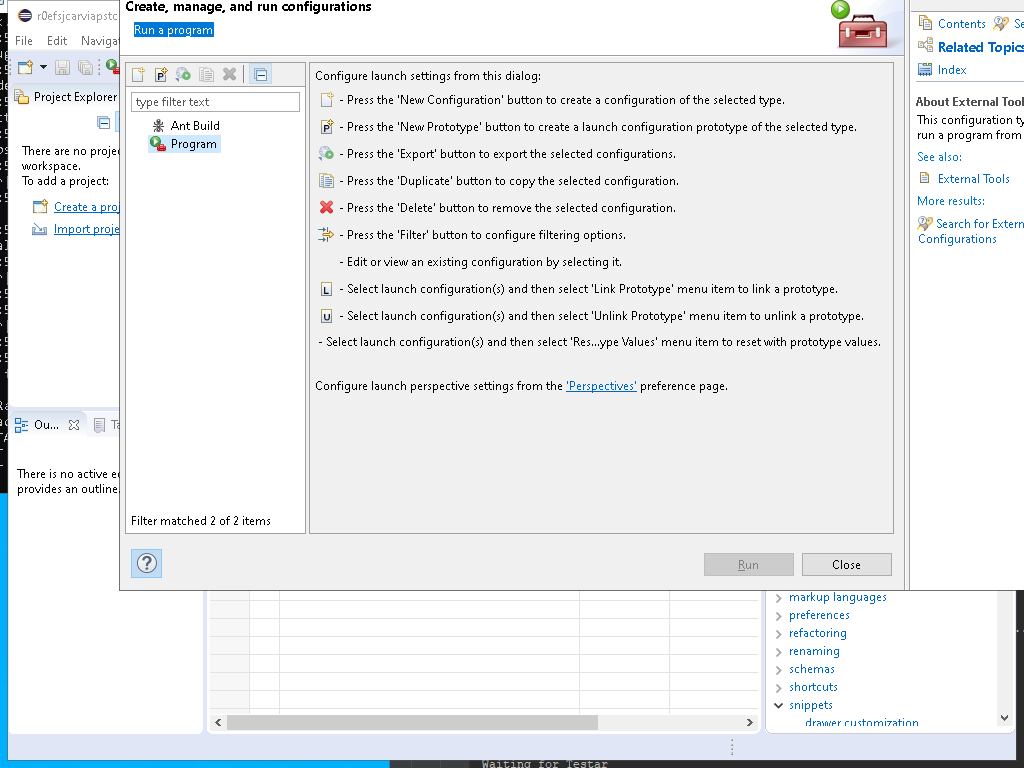 Create, manage, and run configurations
Run a program
r0efsjcarviapstc
File Edit Navigat
Project Explorer
There are no proje
workspace.
To add a project:
Create a proj
Import proje
Ou...
Ta
There is no active ed
provides an outline.
type filter text
Ant Build
Program
Filter matched 2 of 2 items
Configure launch settings from this dialog:
- Press the 'New Configuration' button to create a configuration of the selected type.
- Press the 'New Prototype' button to create a launch configuration prototype of the selected type.
- Press the 'Export' button to export the selected configurations.
- Press the 'Duplicate' button to copy the selected configuration.
- Press the 'Delete' button to remove the selected configuration.
- Press the 'Filter' button to configure filtering options.
- Edit or view an existing configuration by selecting it.
L - Select launch configuration(s) and then select 'Link Prototype' menu item to link a prototype.
U - Select launch configuration(s) and then select 'Unlink Prototype' menu item to unlink a prototype.
- Select launch configuration(s) and then select 'Res...ype Values' menu item to reset with prototype values.
Configure launch perspective settings from the 'Perspectives' preference page.
?
Run
Close
Contents Se
Related Topics
Index
About External Tool
This configuration ty
run a program from
See also:
External Tools
More results:
Search for Extern
Configurations
markup languages
preferences
refactoring
renaming
schemas
shortcuts
snippets
drawer customization
Waiting for Testar